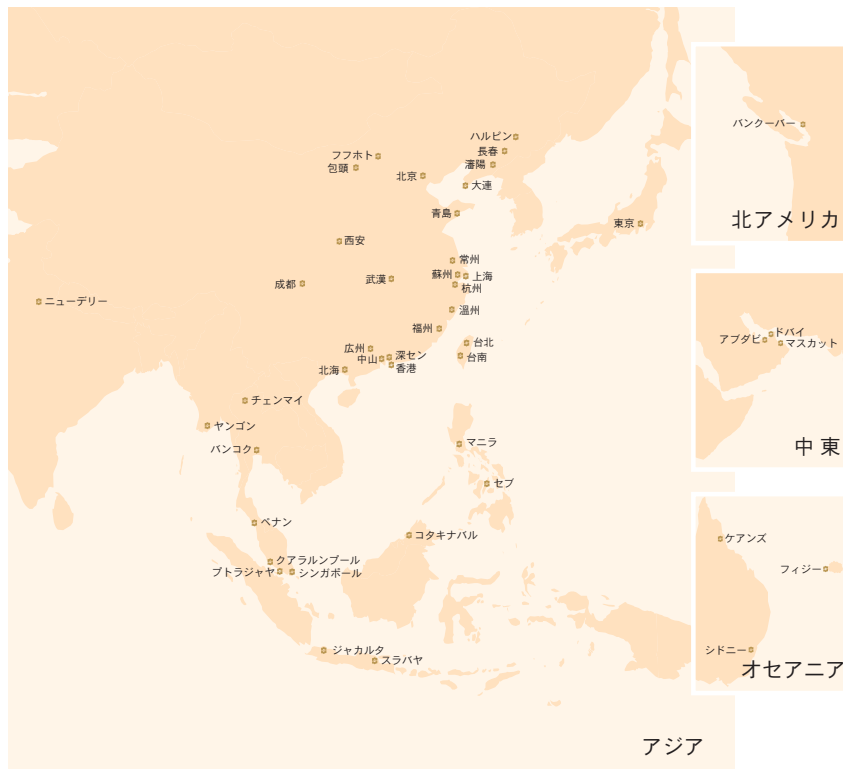 ハルビン
長春
瀋陽
フフホト
包頭
北京
大連
青島
東京
西安
常州
蘇州
上海
杭州
成都
武漢
ニューデリー
温州
福州
台北
台南
広州
中山
深セン
香港
北海
チェンマイ
ヤンゴン
バンコク
マニラ
セブ
ペナン
コタキナバル
クアラルンプール
プトラジャヤ
シンガポール
ジャカルタ
スラバヤ
アジア
バンクーバー
北アメリカ
ドバイ
アブダビ
マスカット
中 東
ケアンズ
フィジー
シドニー
オセアニア